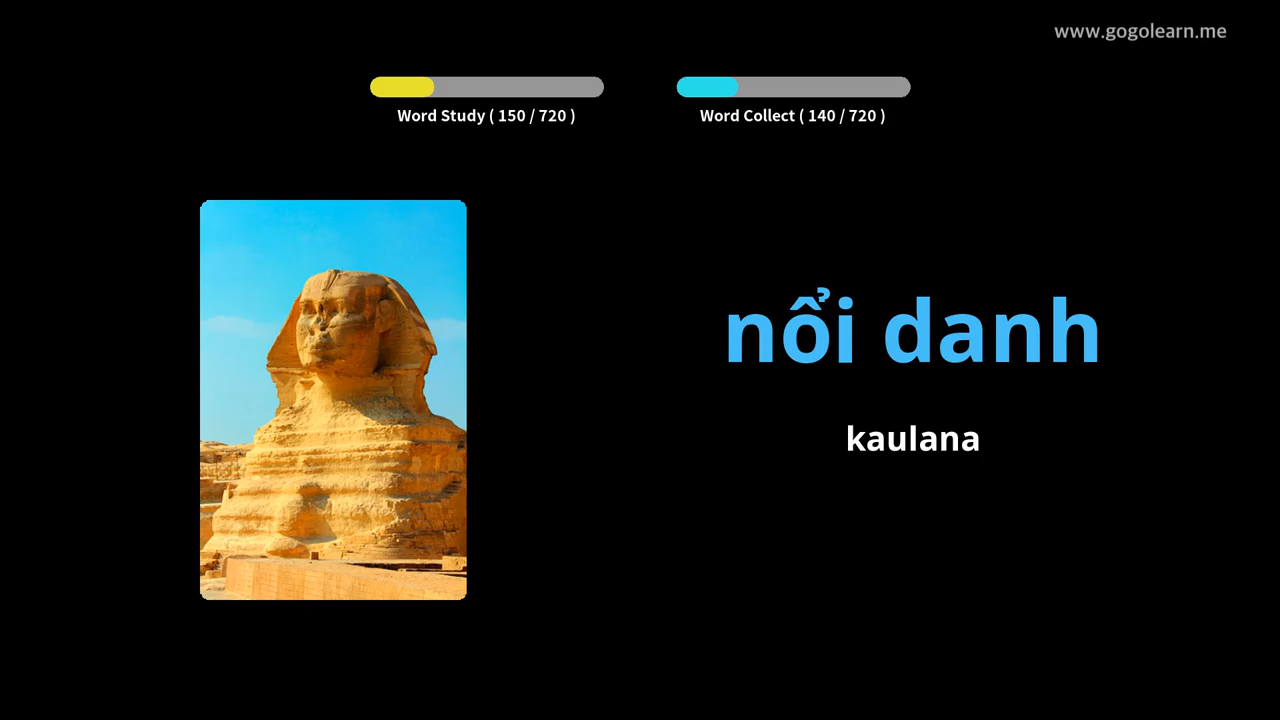 www.gogolearn.me
Word Study ( 150 / 720 )
Word Collect ( 140 / 720 )
nổi danh
kaulana